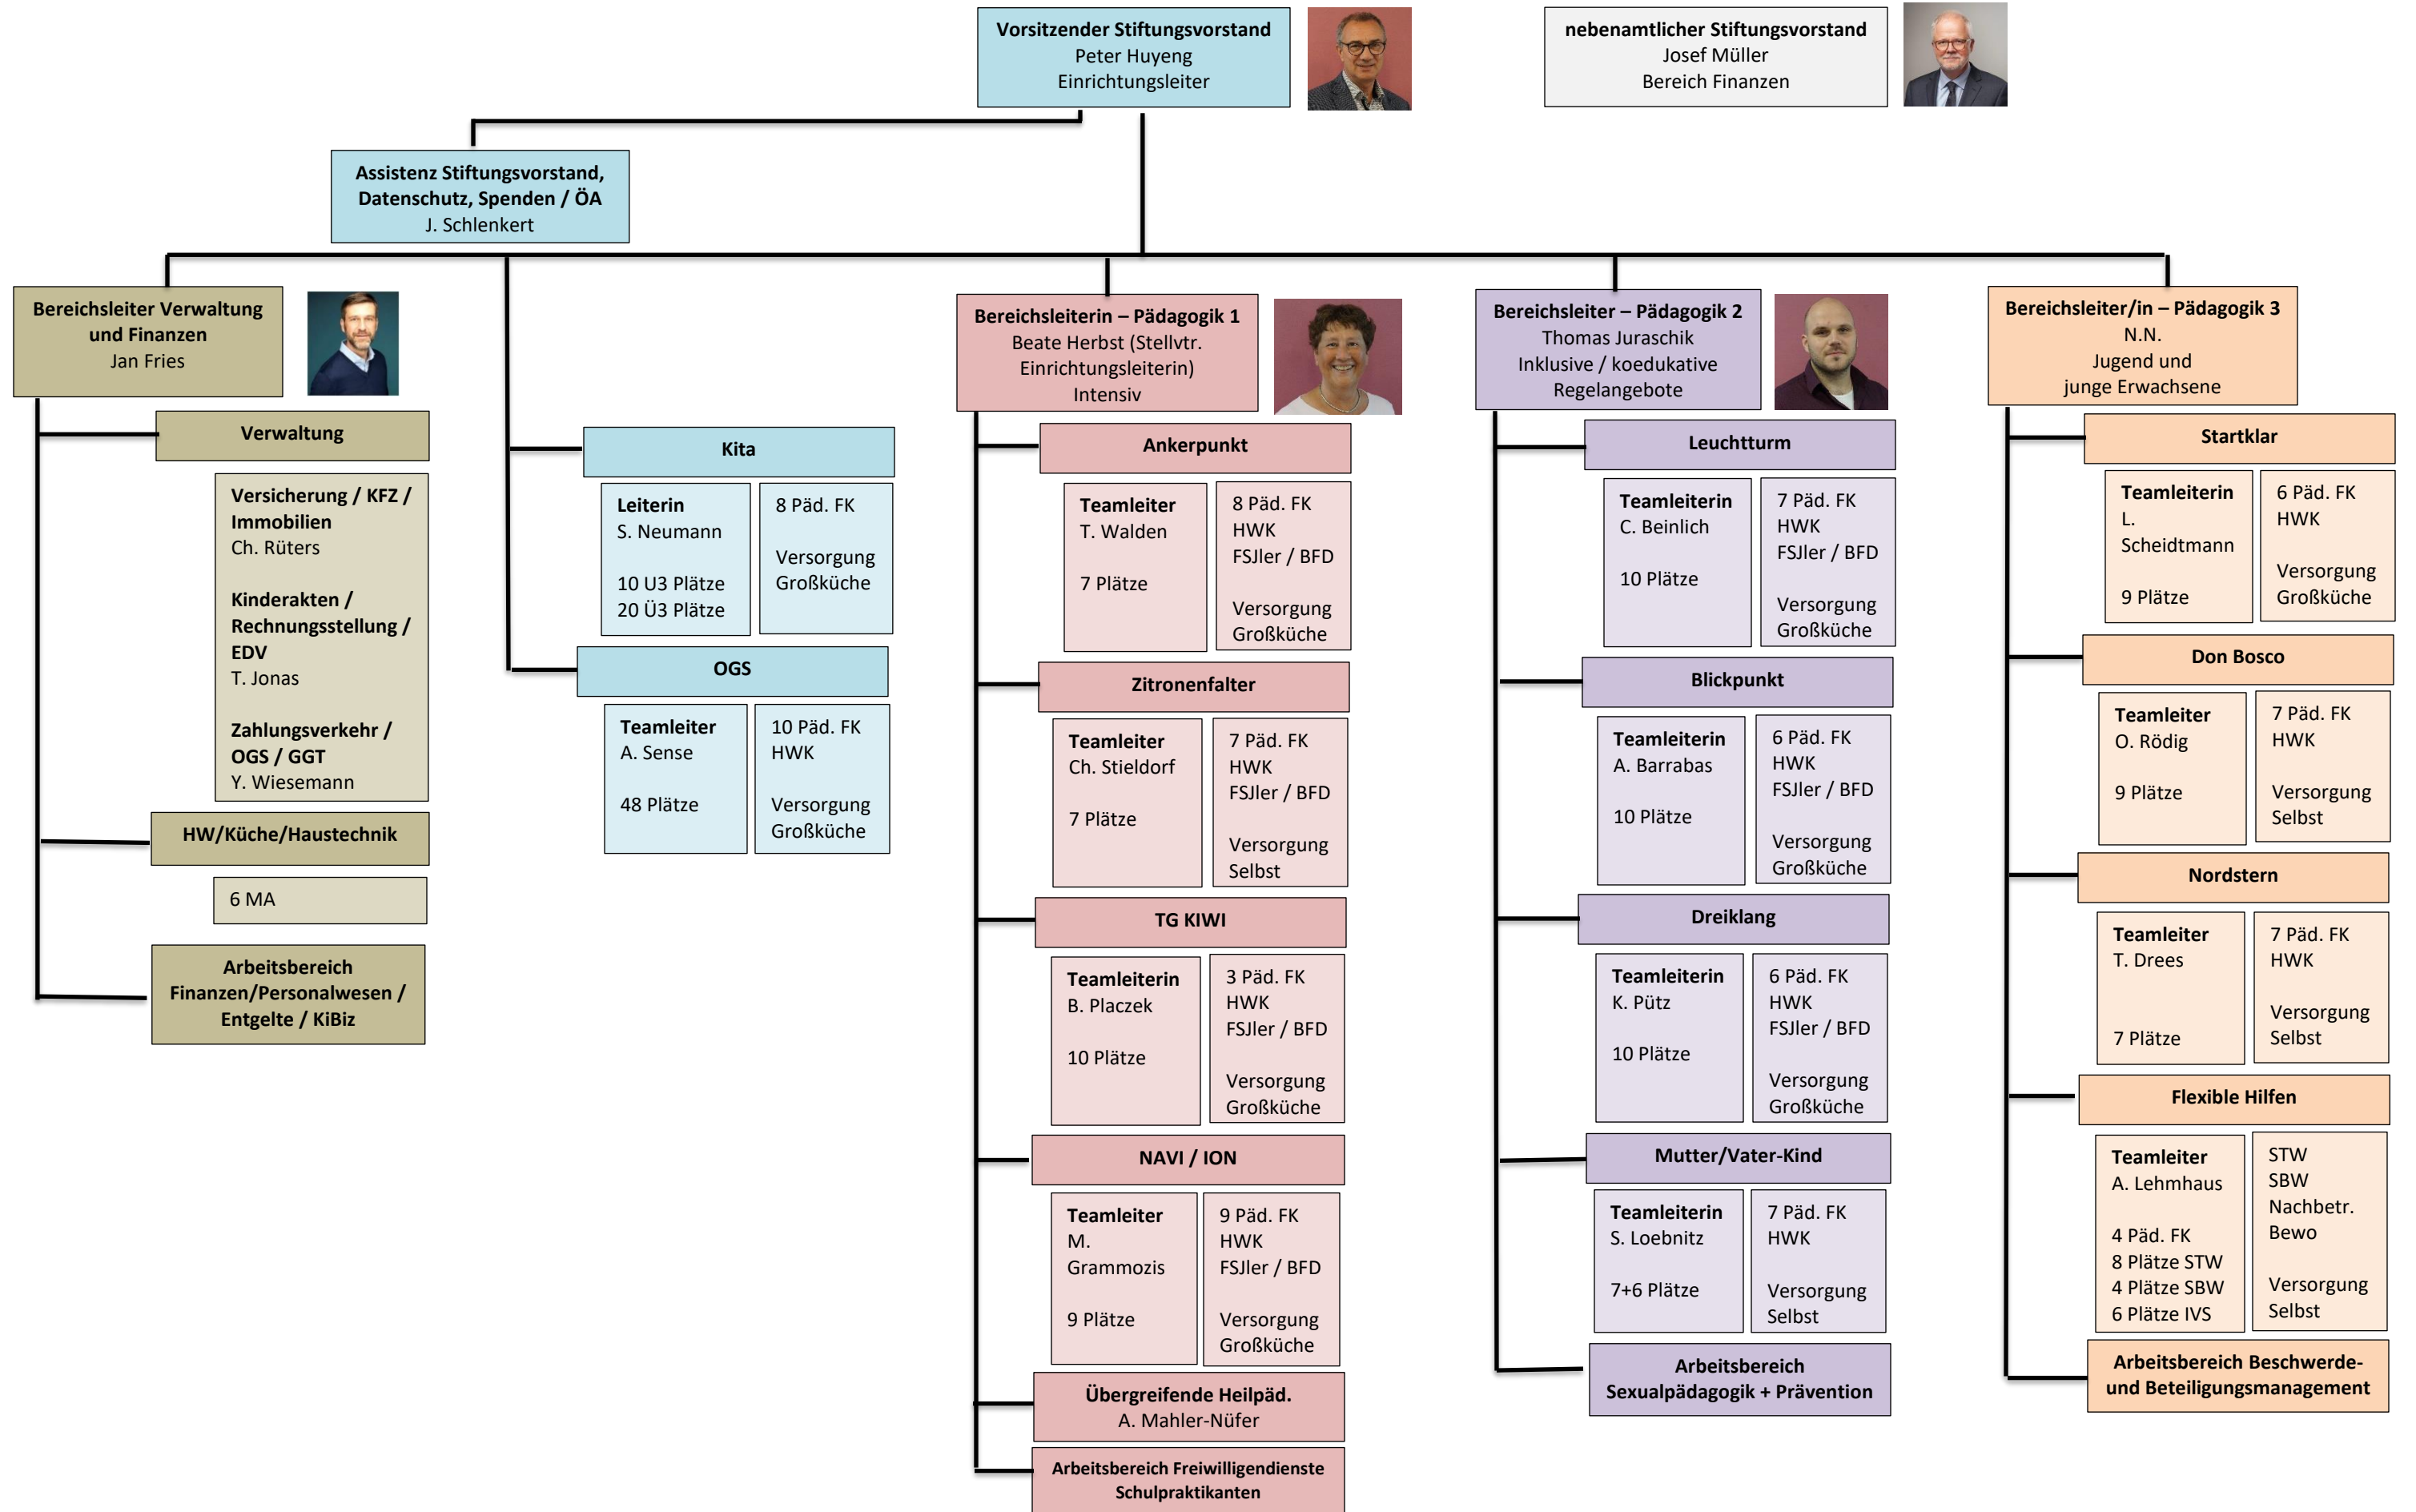 Vorsitzender Stiftungsvorstand
Peter Huyeng
Einrichtungsleiter
nebenamtlicher Stiftungsvorstand
Josef Müller
Bereich Finanzen
Assistenz Stiftungsvorstand,
Datenschutz, Spenden / ÖA
J. Schlenkert
Bereichsleiter Verwaltung
und Finanzen
Jan Fries
Verwaltung
Versicherung / KFZ /
Immobilien
Ch. Rüters
Kinderakten /
Rechnungsstellung /
EDV
T. Jonas
Zahlungsverkehr /
OGS / GGT
Y. Wiesemann
HW/Küche/Haustechnik
6 MA
Arbeitsbereich
Finanzen/Personalwesen /
Entgelte / KiBiz
Kita
Leiterin
S. Neumann
10 U3 Plätze
20 Ü3 Plätze
8 Päd. FK
Versorgung
Großküche
OGS
Teamleiter
A. Sense
48 Plätze
10 Päd. FK
HWK
Versorgung
Großküche
Bereichsleiterin – Pädagogik 1
Beate Herbst (Stellvtr.
Einrichtungsleiterin)
Intensiv
Ankerpunkt
Teamleiter
T. Walden
7 Plätze
8 Päd. FK
HWK
FSJler / BFD
Versorgung
Großküche
Zitronenfalter
Teamleiter
Ch. Stieldorf
7 Plätze
7 Päd. FK
HWK
FSJler / BFD
Versorgung
Selbst
TG KIWI
Teamleiterin
B. Placzek
10 Plätze
3 Päd. FK
HWK
FSJler / BFD
Versorgung
Großküche
NAVI / ION
Teamleiter
M.
Grammozis
9 Plätze
9 Päd. FK
HWK
FSJler / BFD
Versorgung
Großküche
Übergreifende Heilpäd.
A. Mahler-Nüfer
Arbeitsbereich Freiwilligendienste
Schulpraktikanten
Bereichsleiter – Pädagogik 2
Thomas Juraschik
Inklusive / koedukative
Regelangebote
Leuchtturm
Teamleiterin
C. Beinlich
10 Plätze
7 Päd. FK
HWK
FSJler / BFD
Versorgung
Großküche
Blickpunkt
Teamleiterin
A. Barrabas
10 Plätze
6 Päd. FK
HWK
FSJler / BFD
Versorgung
Großküche
Dreiklang
Teamleiterin
K. Pütz
10 Plätze
6 Päd. FK
HWK
FSJler / BFD
Versorgung
Großküche
Mutter/Vater-Kind
Teamleiterin
S. Loebnitz
7+6 Plätze
7 Päd. FK
HWK
Versorgung
Selbst
Arbeitsbereich
Sexualpädagogik + Prävention
Bereichsleiter/in – Pädagogik 3
N.N.
Jugend und
junge Erwachsene
Startklar
Teamleiterin
L.
Scheidtmann
9 Plätze
6 Päd. FK
HWK
Versorgung
Großküche
Don Bosco
Teamleiter
O. Rödig
9 Plätze
7 Päd. FK
HWK
Versorgung
Selbst
Nordstern
Teamleiter
T. Drees
7 Plätze
7 Päd. FK
HWK
Versorgung
Selbst
Flexible Hilfen
Teamleiter
A. Lehmhaus
4 Päd. FK
8 Plätze STW
4 Plätze SBW
6 Plätze IVS
STW
SBW
Nachbetr.
Bewo
Versorgung
Selbst
Arbeitsbereich Beschwerde-
und Beteiligungsmanagement